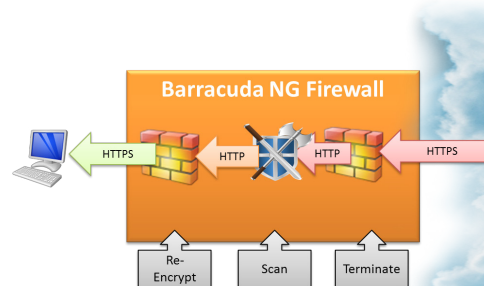 Barracuda NG Firewall
HTTPS
HTTP
HTTP
HTTPS
Re-
Encrypt
Scan
Terminate